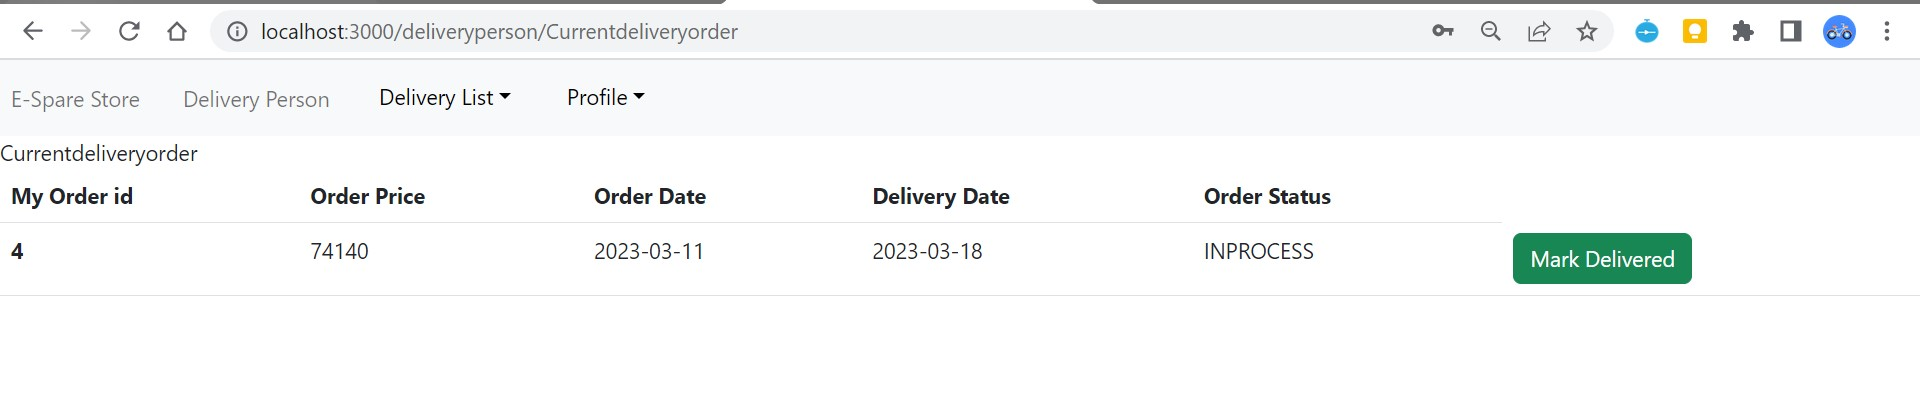 localhost:3000/deliveryperson/Currentdeliveryorder
E-Spare Store Delivery Person Delivery List Profile
Currentdeliveryorder
My Order id Order Price Order Date Delivery Date Order Status
4 74140 2023-03-11 2023-03-18 INPROCESS Mark Delivered